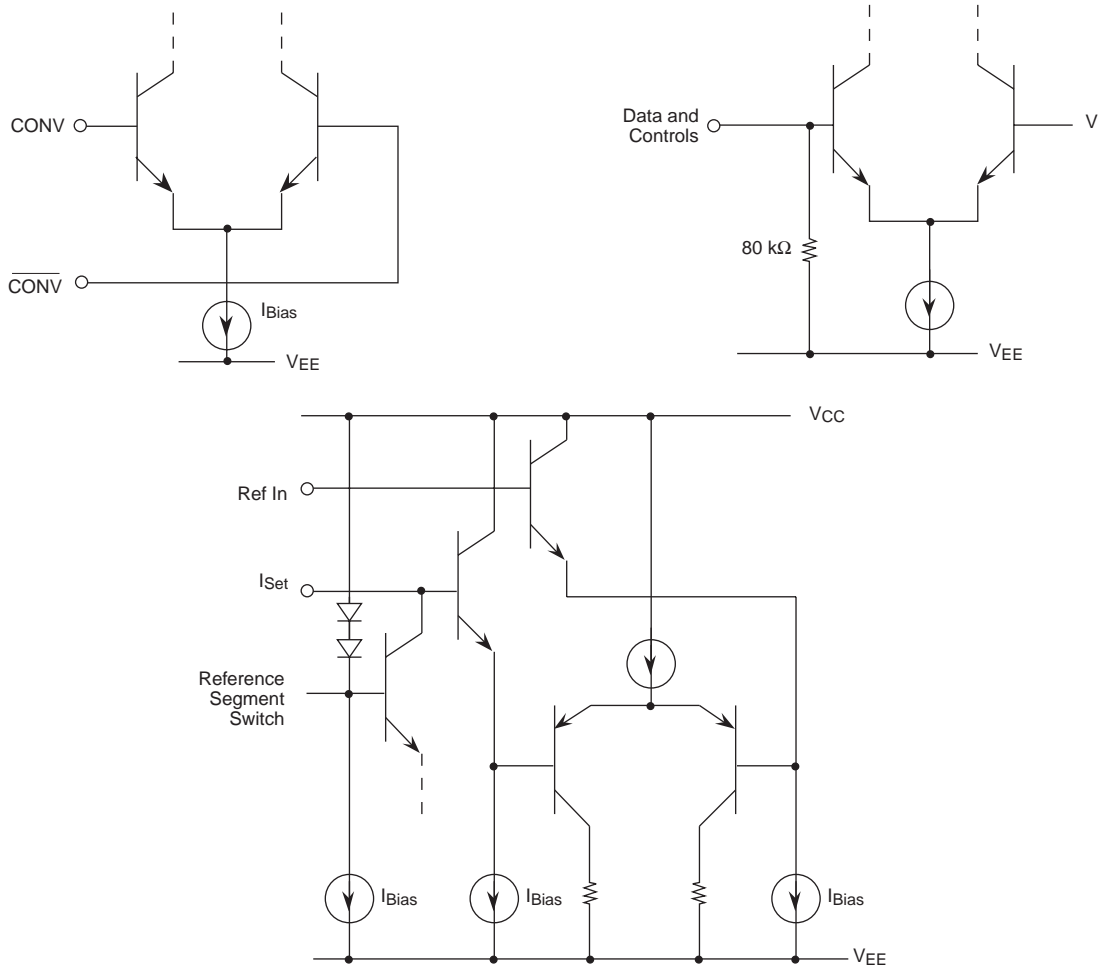 CONV
CONV
IBias
VEE
Data and
Controls
V
80 kΩ
VEE
VCC
Ref In
ISet
Reference
Segment
Switch
IBias
IBias
IBias
VEE